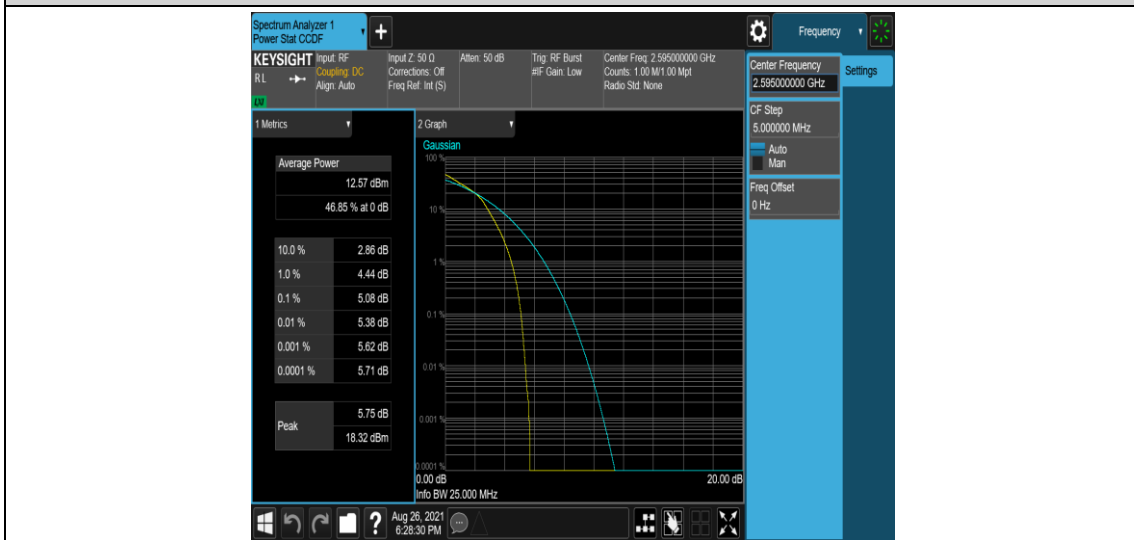 Spectrum Analyzer 1
Power Stat CCDF
+
Frequency
KEYSIGHT
RL
LXI
Input: RF
Coupling: DC
Align: Auto
Input Z: 50 Ω
Corrections: Off
Freq Ref: Int (S)
Atten: 50 dB
Trig: RF Burst
#IF Gain: Low
Center Freq: 2.595000000 GHz
Counts: 1.00 M/1.00 Mpt
Radio Std: None
Center Frequency
2.595000000 GHz
Settings
CF Step
5.000000 MHz
Auto
Man
Freq Offset
0 Hz
1 Metrics
Average Power
12.57 dBm
46.85 % at 0 dB
10.0 % 2.86 dB
1.0 % 4.44 dB
0.1 % 5.08 dB
0.01 % 5.38 dB
0.001 % 5.62 dB
0.0001 % 5.71 dB
Peak 5.75 dB
18.32 dBm
2 Graph
Gaussian
100 %
10 %
1 %
0.1 %
0.01 %
0.001 %
0.0001 %
0.00 dB 20.00 dB
Info BW 25.000 MHz
?
Aug 26, 2021
6:28:30 PM